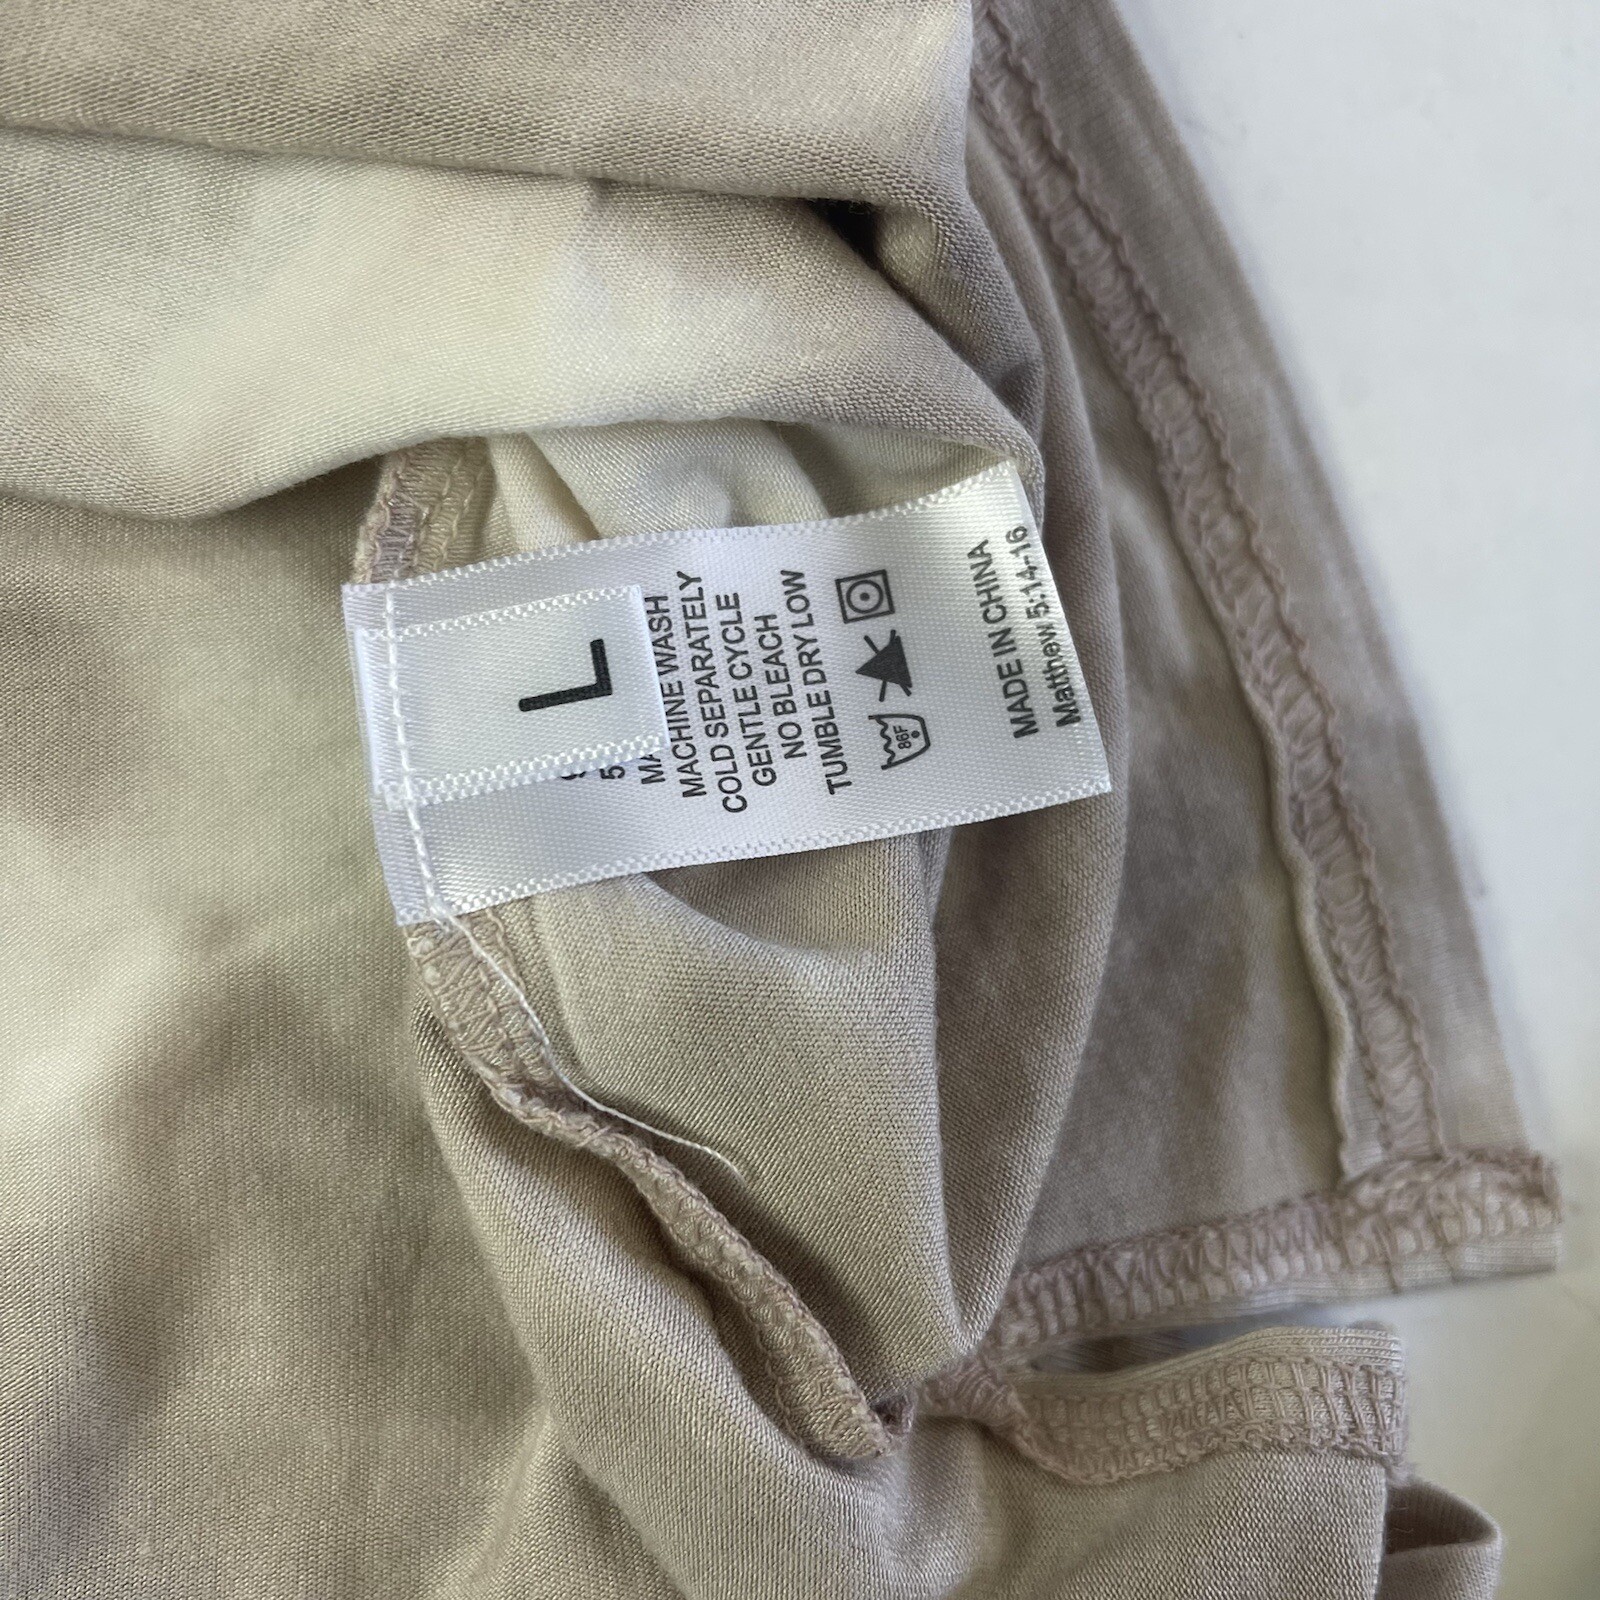 L
MACHINE WASH
COLD SEPARATELY
GENTLE CYCLE
NO BLEACH
TUMBLE DRY LOW
86F
MADE IN CHINA
Matthew 5:14-16